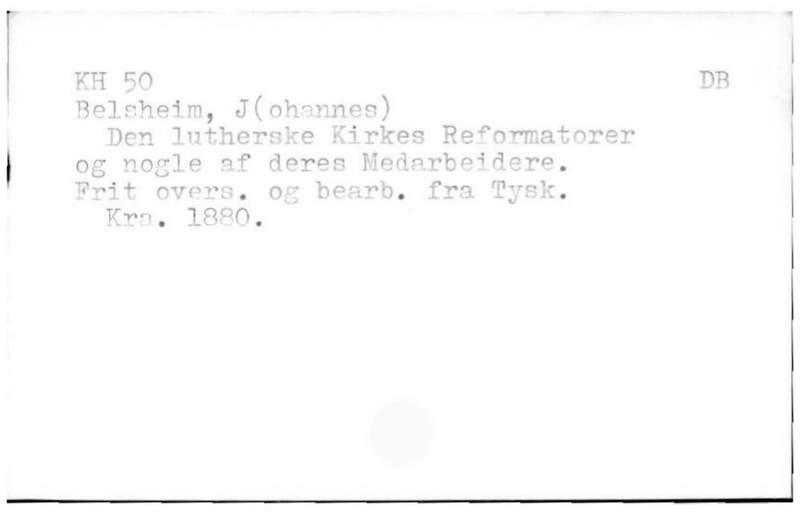 KH 50 DB
Belsheim, J(ohannes)
Den lutherske Kirkes Reformatorer
og nogle af deres Medarbeidere.
Frit overs. og bearb. fra Tysk.
Kra. 1880.